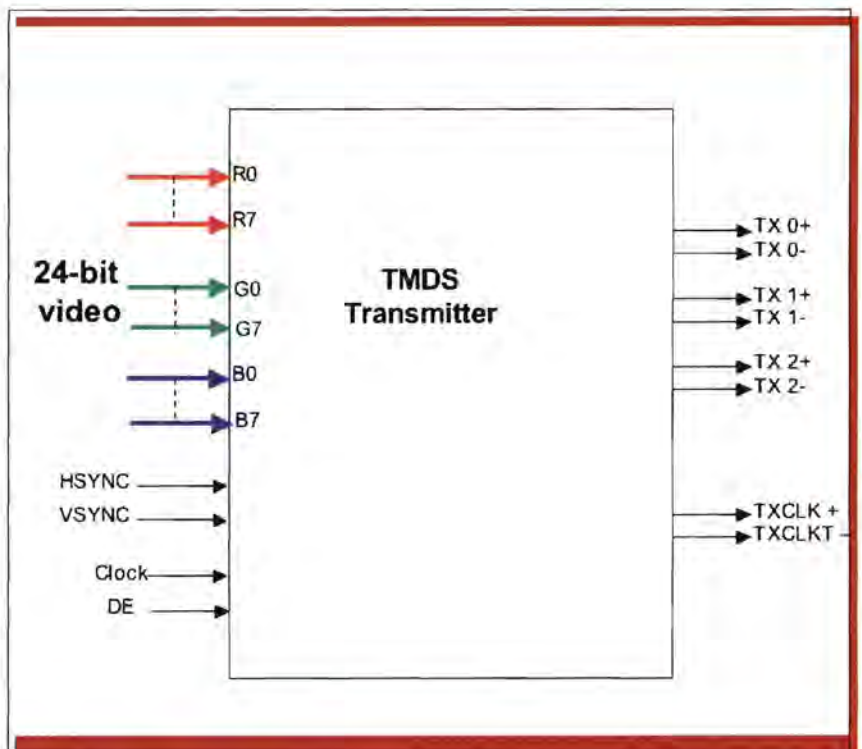 R0
R7
24-bit
video
G0
G7
B0
B7
HSYNC
VSYNC
Clock
DE
TMDS
Transmitter
TX 0+
TX 0-
TX 1+
TX 1-
TX 2+
TX 2-
TXCLK +
TXCLKT -